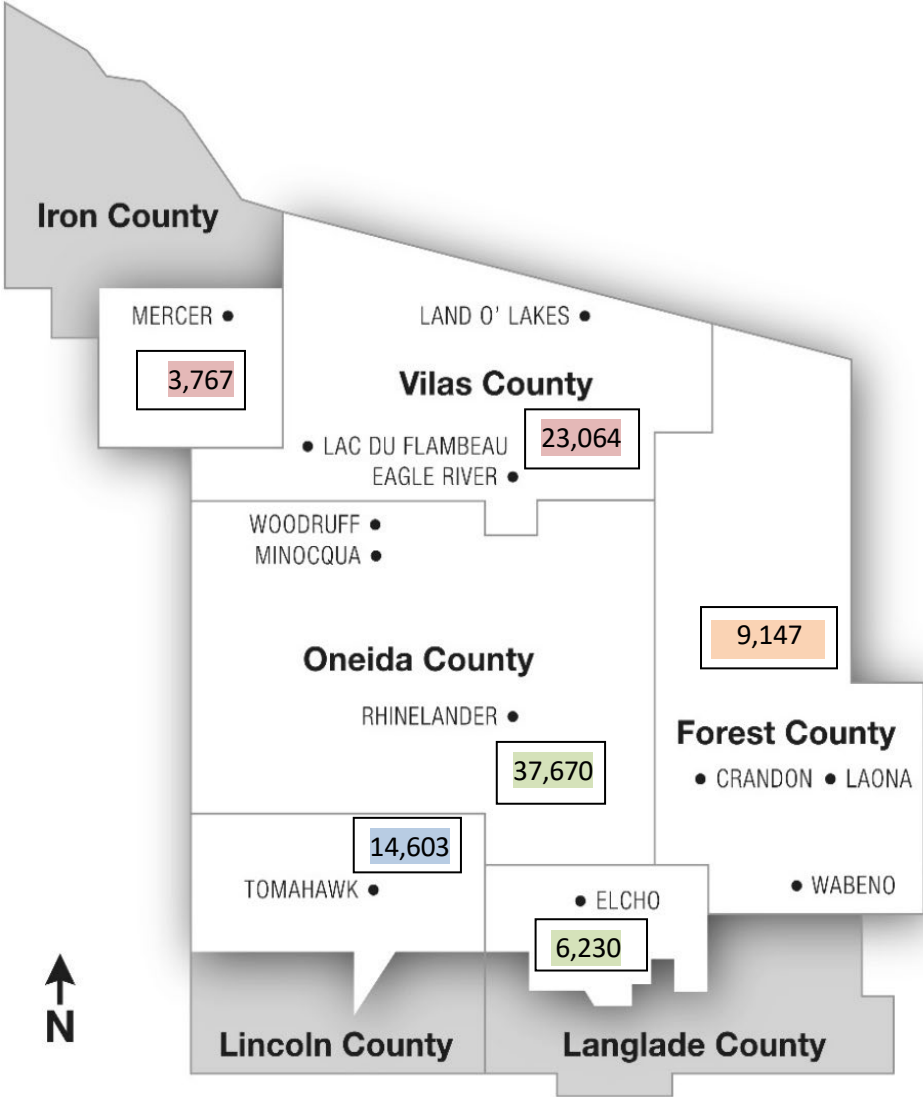 Iron County
MERCER
LAND O' LAKES
3,767
Vilas County
23,064
LAC DU FLAMBEAU
EAGLE RIVER
WOODRUFF
MINOCQUA
9,147
Oneida County
RHINELANDER
Forest County
37,670
CRANDON
LAONA
14,603
TOMAHAWK
WABENO
ELCHO
6,230
N
Lincoln County
Langlade County